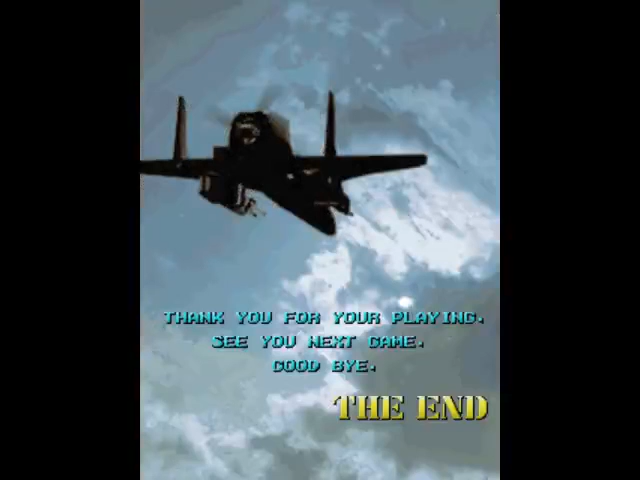 THANK YOU FOR YOUR PLAYING.
SEE YOU NEXT GAME.
GOOD BYE.
THE END